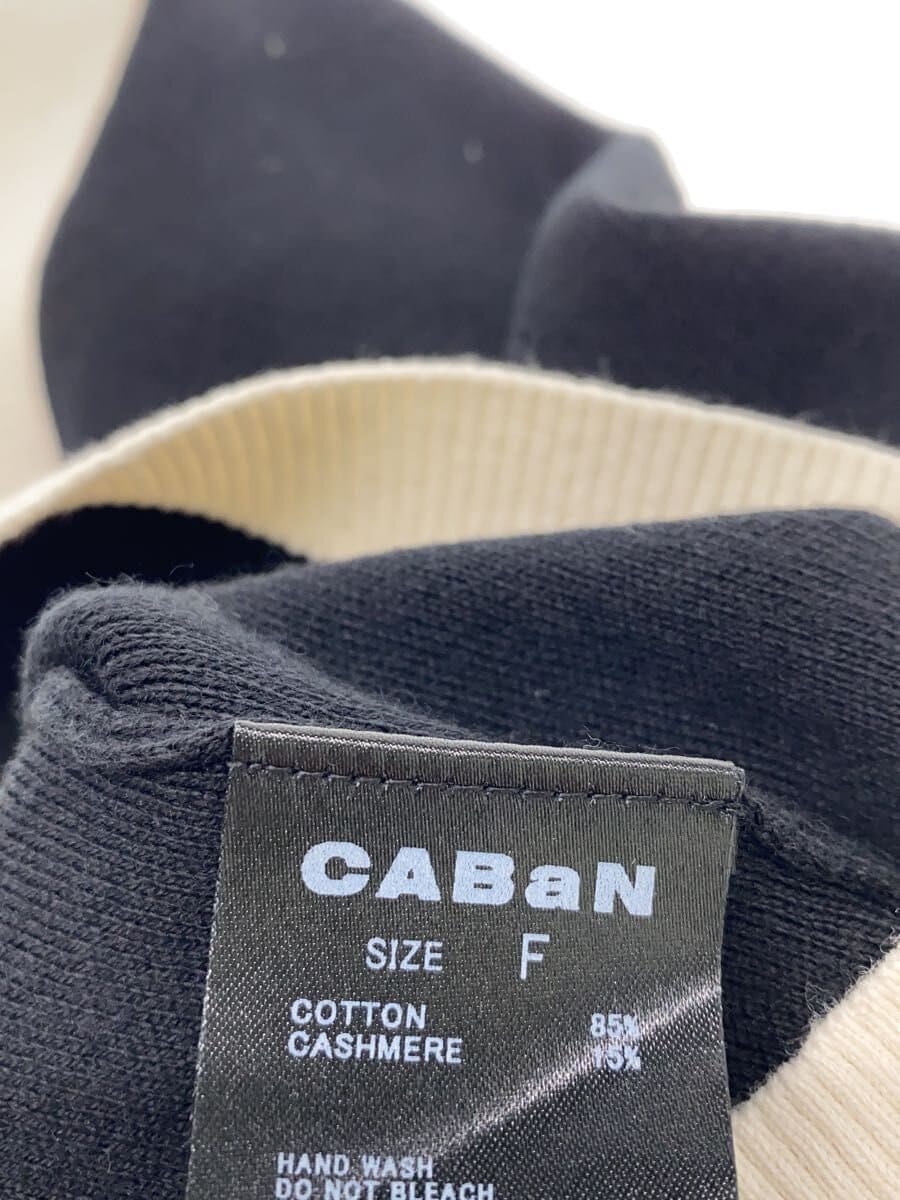 CABaN
SIZE F
COTTON 85%
CASHMERE 15%
HAND WASH
DO NOT BLEACH